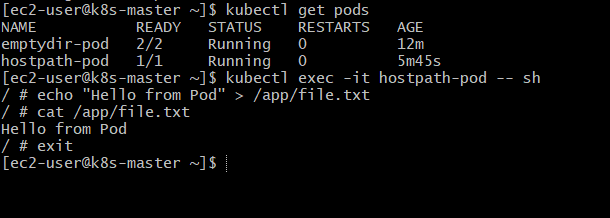 [ec2-user@k8s-master ~]$ kubectl get pods
NAME           READY   STATUS    RESTARTS   AGE
emptydir-pod   2/2     Running   0          12m
hostpath-pod   1/1     Running   0          5m45s
[ec2-user@k8s-master ~]$ kubectl exec -it hostpath-pod -- sh
/ # echo "Hello from Pod" > /app/file.txt
/ # cat /app/file.txt
Hello from Pod
/ # exit
[ec2-user@k8s-master ~]$